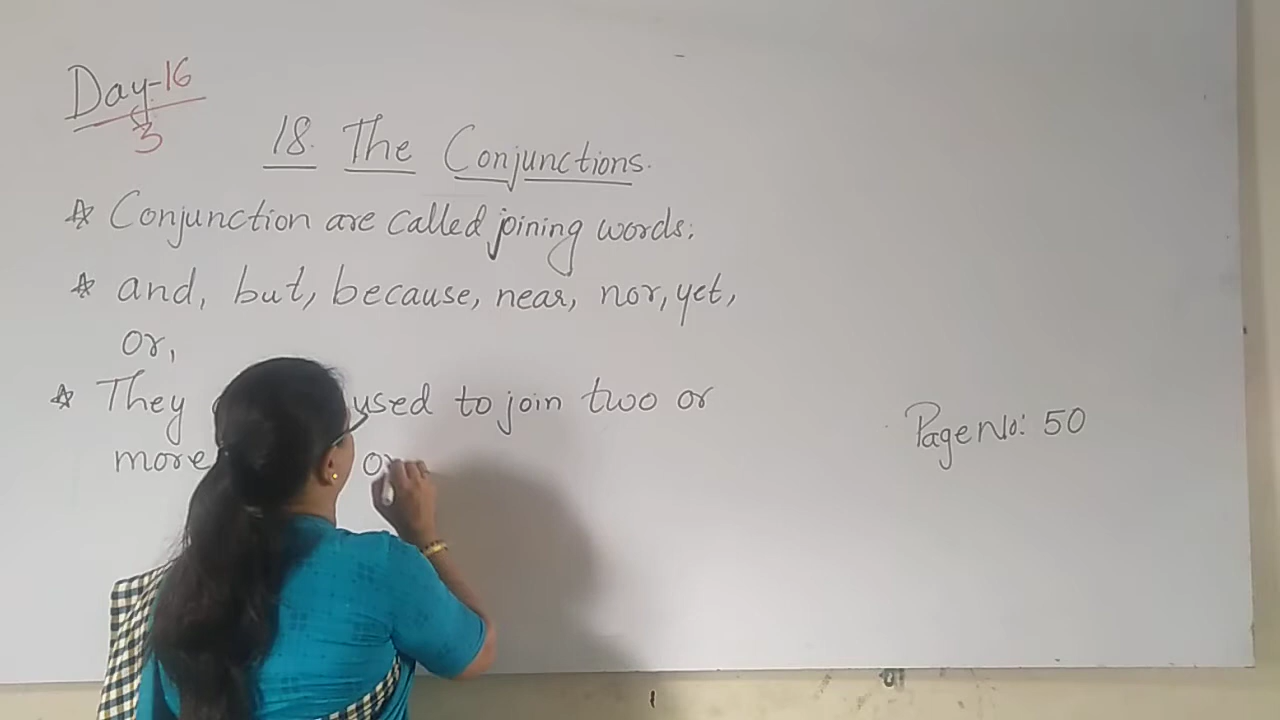 Day-16
3
18. The Conjunctions.
☆ Conjunction are called joining words.
☆ and, but, because, near, nor, yet,
or,
☆ They used to join two or
more
Page No: 50